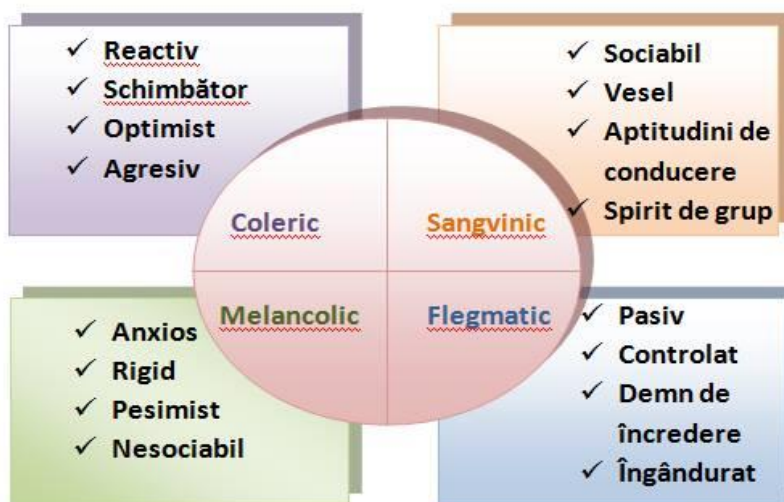 ✓ Reactiv
✓ Schimbător
✓ Optimist
✓ Agresiv
✓ Sociabil
✓ Vesel
✓ Aptitudini de
conducere
✓ Spirit de grup
Coleric
Sangvinic
Melancolic
Flegmatic
✓ Anxios
✓ Rigid
✓ Pesimist
✓ Nesociabil
✓ Pasiv
✓ Controlat
✓ Demn de
încredere
✓ Îngândurat